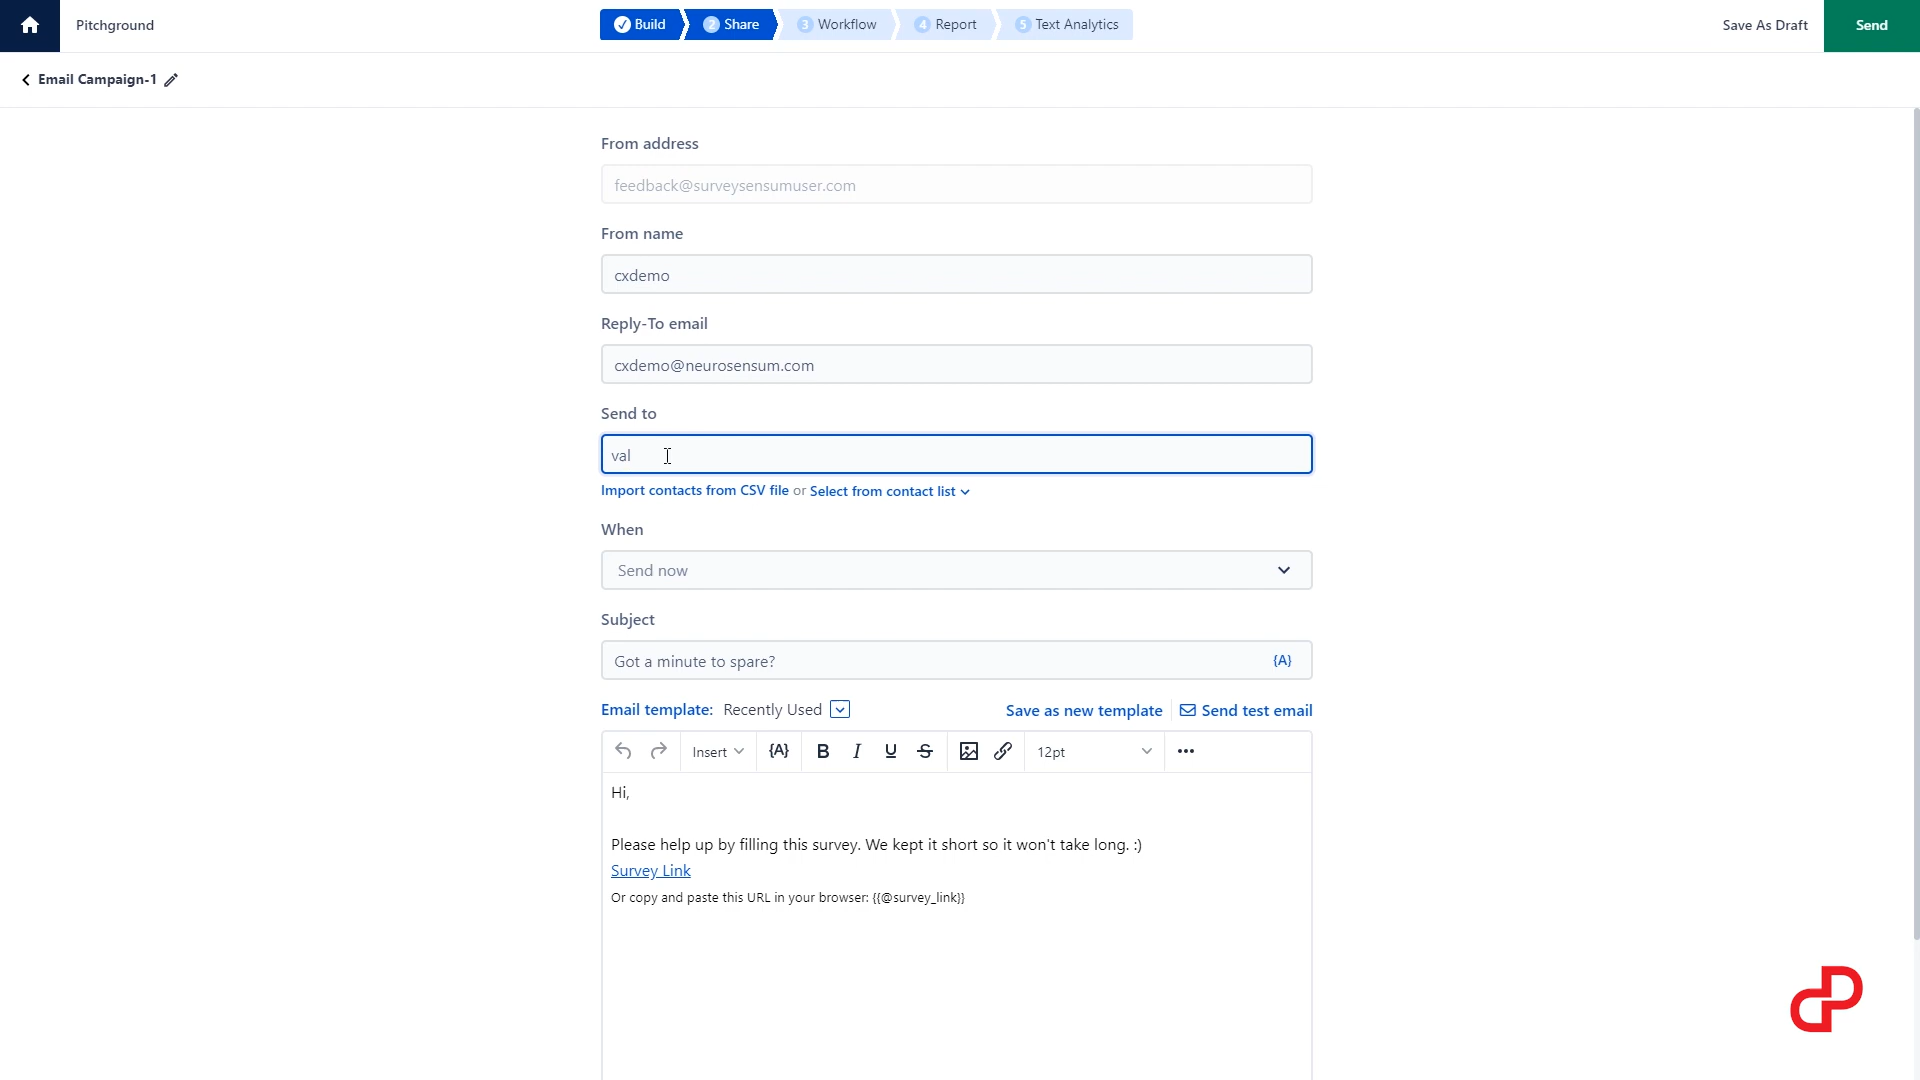 Pitchground
Build
2 Share
3 Workflow
4 Report
5 Text Analytics
Save As Draft
Send
Email Campaign-1
From address
feedback@surveysensumuser.com
From name
cxdemo
Reply-To email
cxdemo@neurosensum.com
Send to
val
Import contacts from CSV file or Select from contact list
When
Send now
Subject
Got a minute to spare?
{A}
Email template: Recently Used
Save as new template
Send test email
Insert
{A}
B
I
U
S
12pt
Hi,
Please help up by filling this survey. We kept it short so it won't take long. :)
Survey Link
Or copy and paste this URL in your browser: {{@survey_link}}